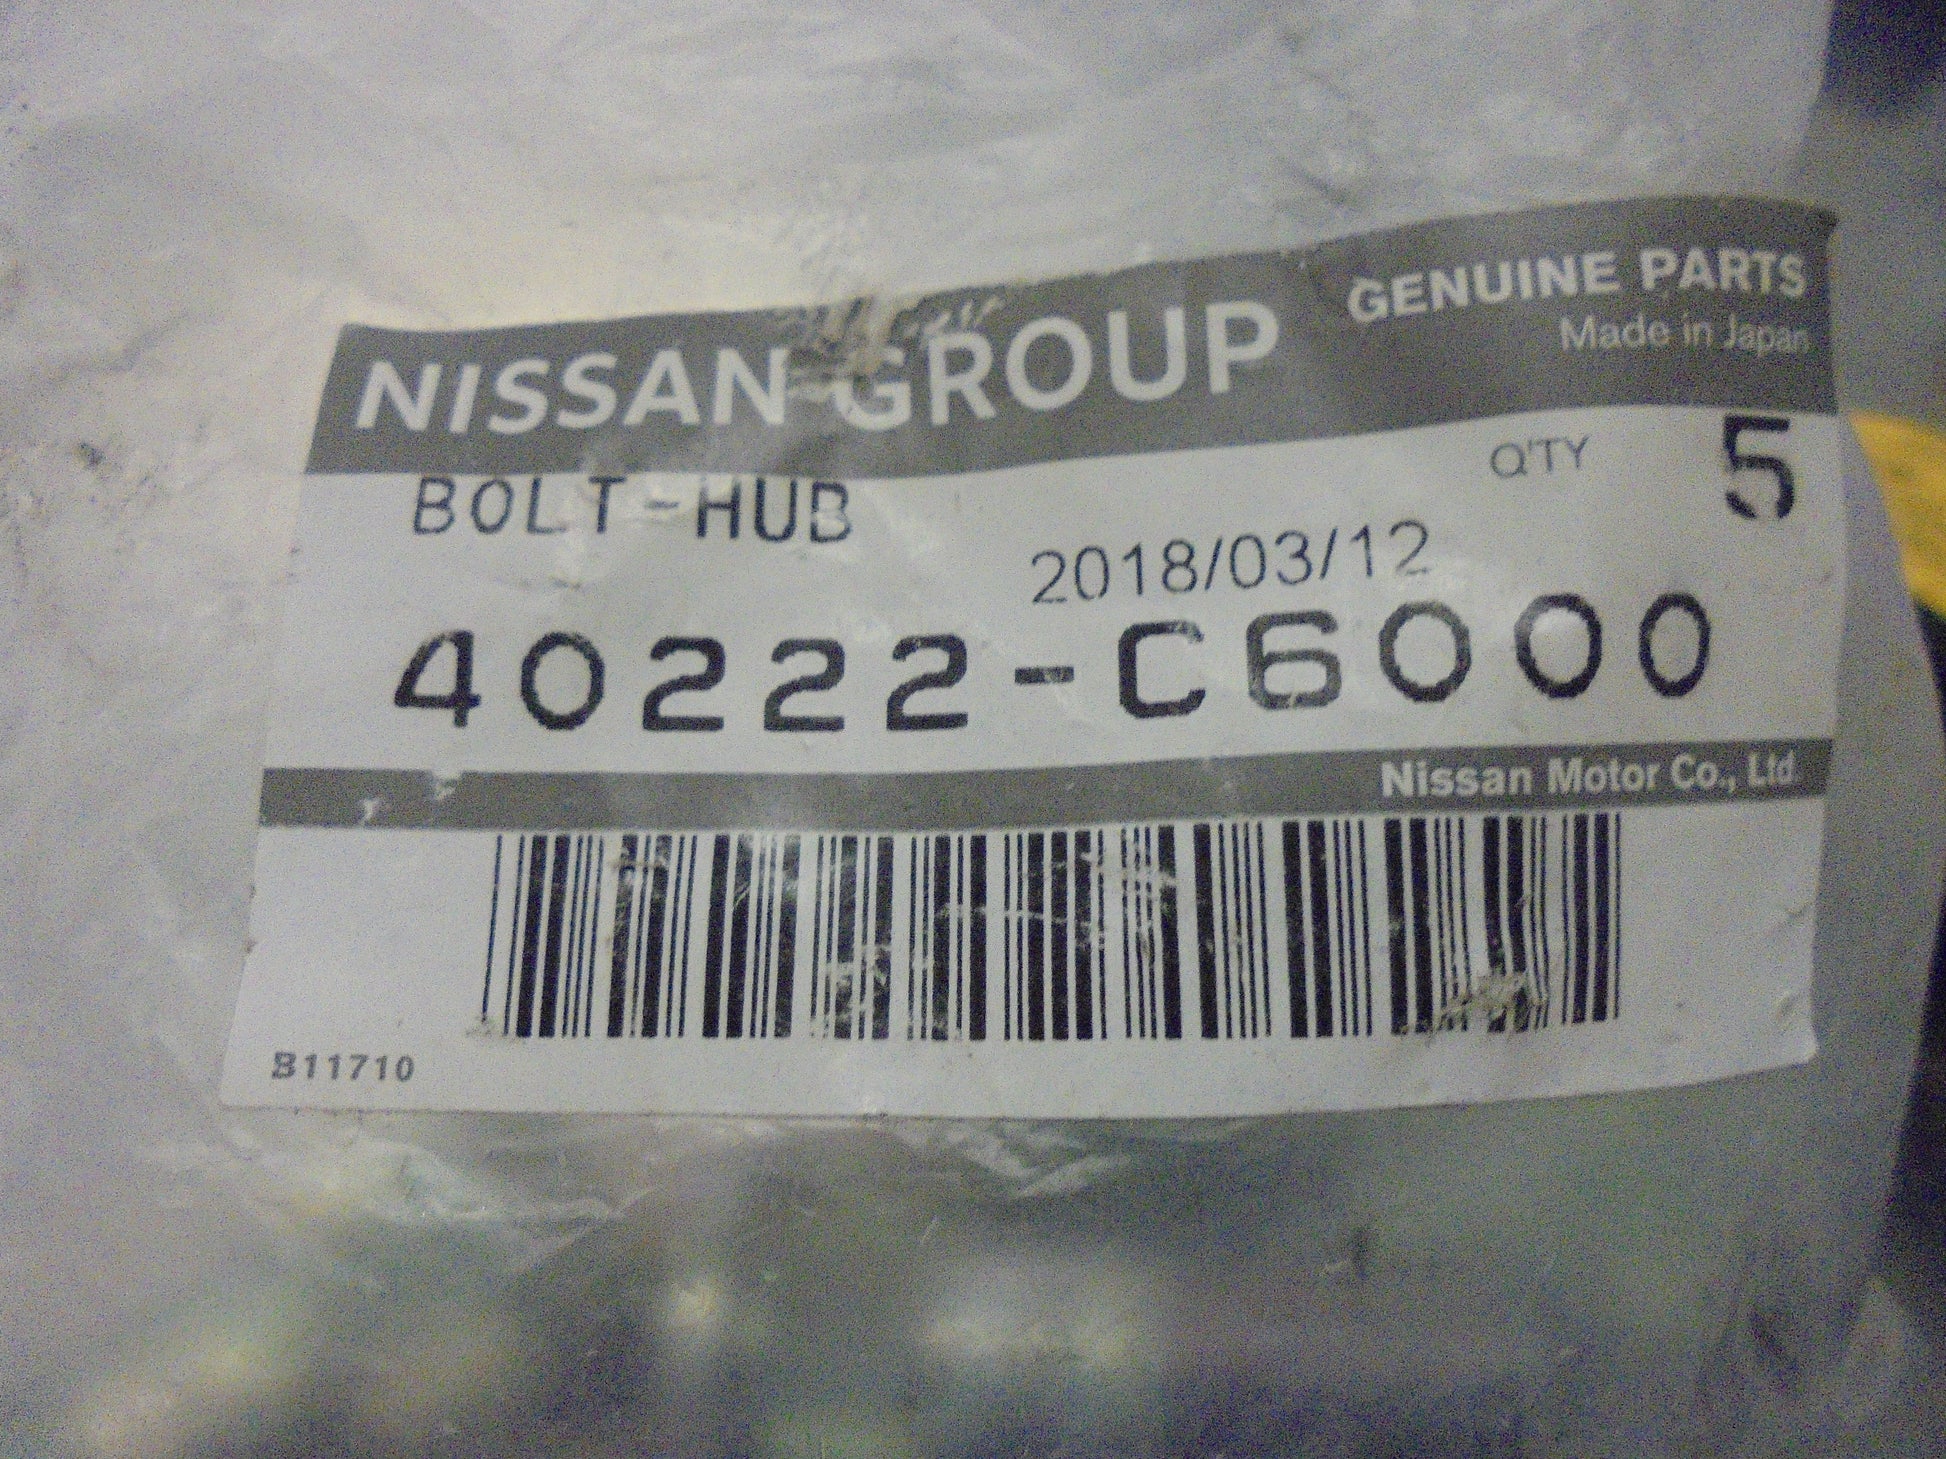 NISSAN GROUP
GENUINE PARTS
Made in Japan
BOLT-HUB
Q'TY 5
2018/03/12
40222-C6000
Nissan Motor Co., Ltd.
B11710